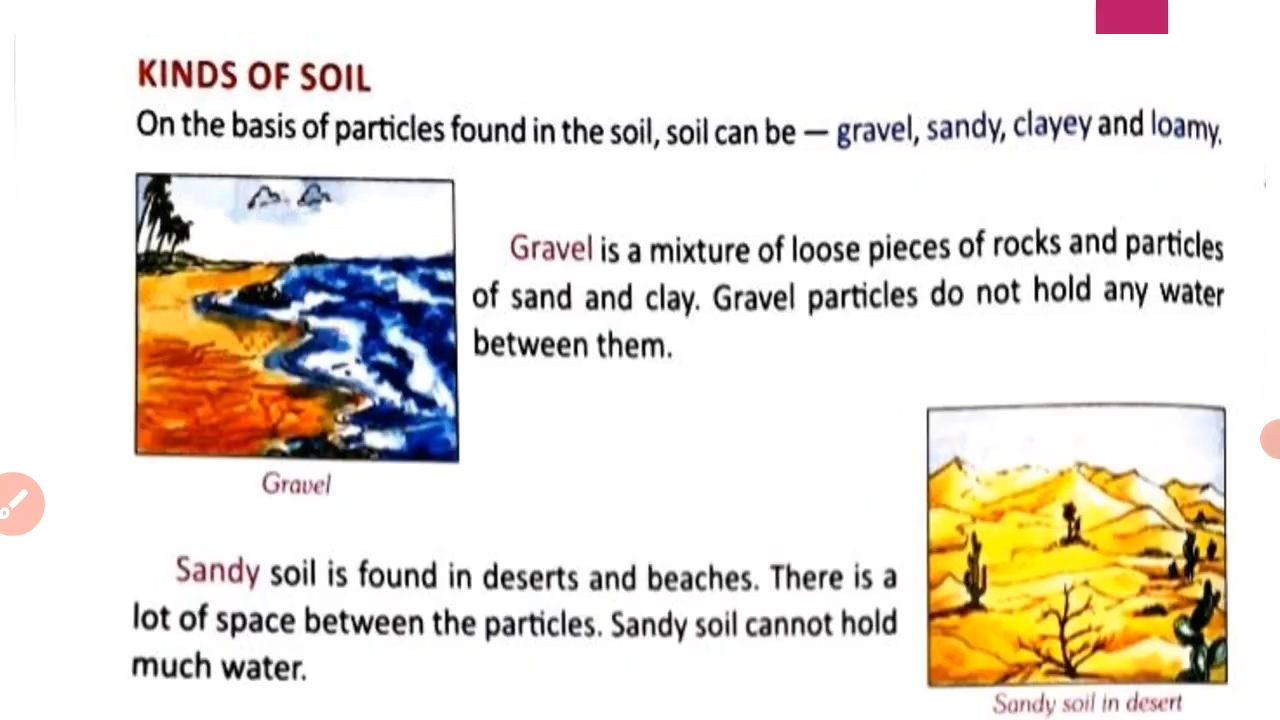 KINDS OF SOIL
On the basis of particles found in the soil, soil can be — gravel, sandy, clayey and loamy.
Gravel is a mixture of loose pieces of rocks and particles
of sand and clay. Gravel particles do not hold any water
between them.
Gravel
Sandy soil is found in deserts and beaches. There is a
lot of space between the particles. Sandy soil cannot hold
much water.
Sandy soil in desert